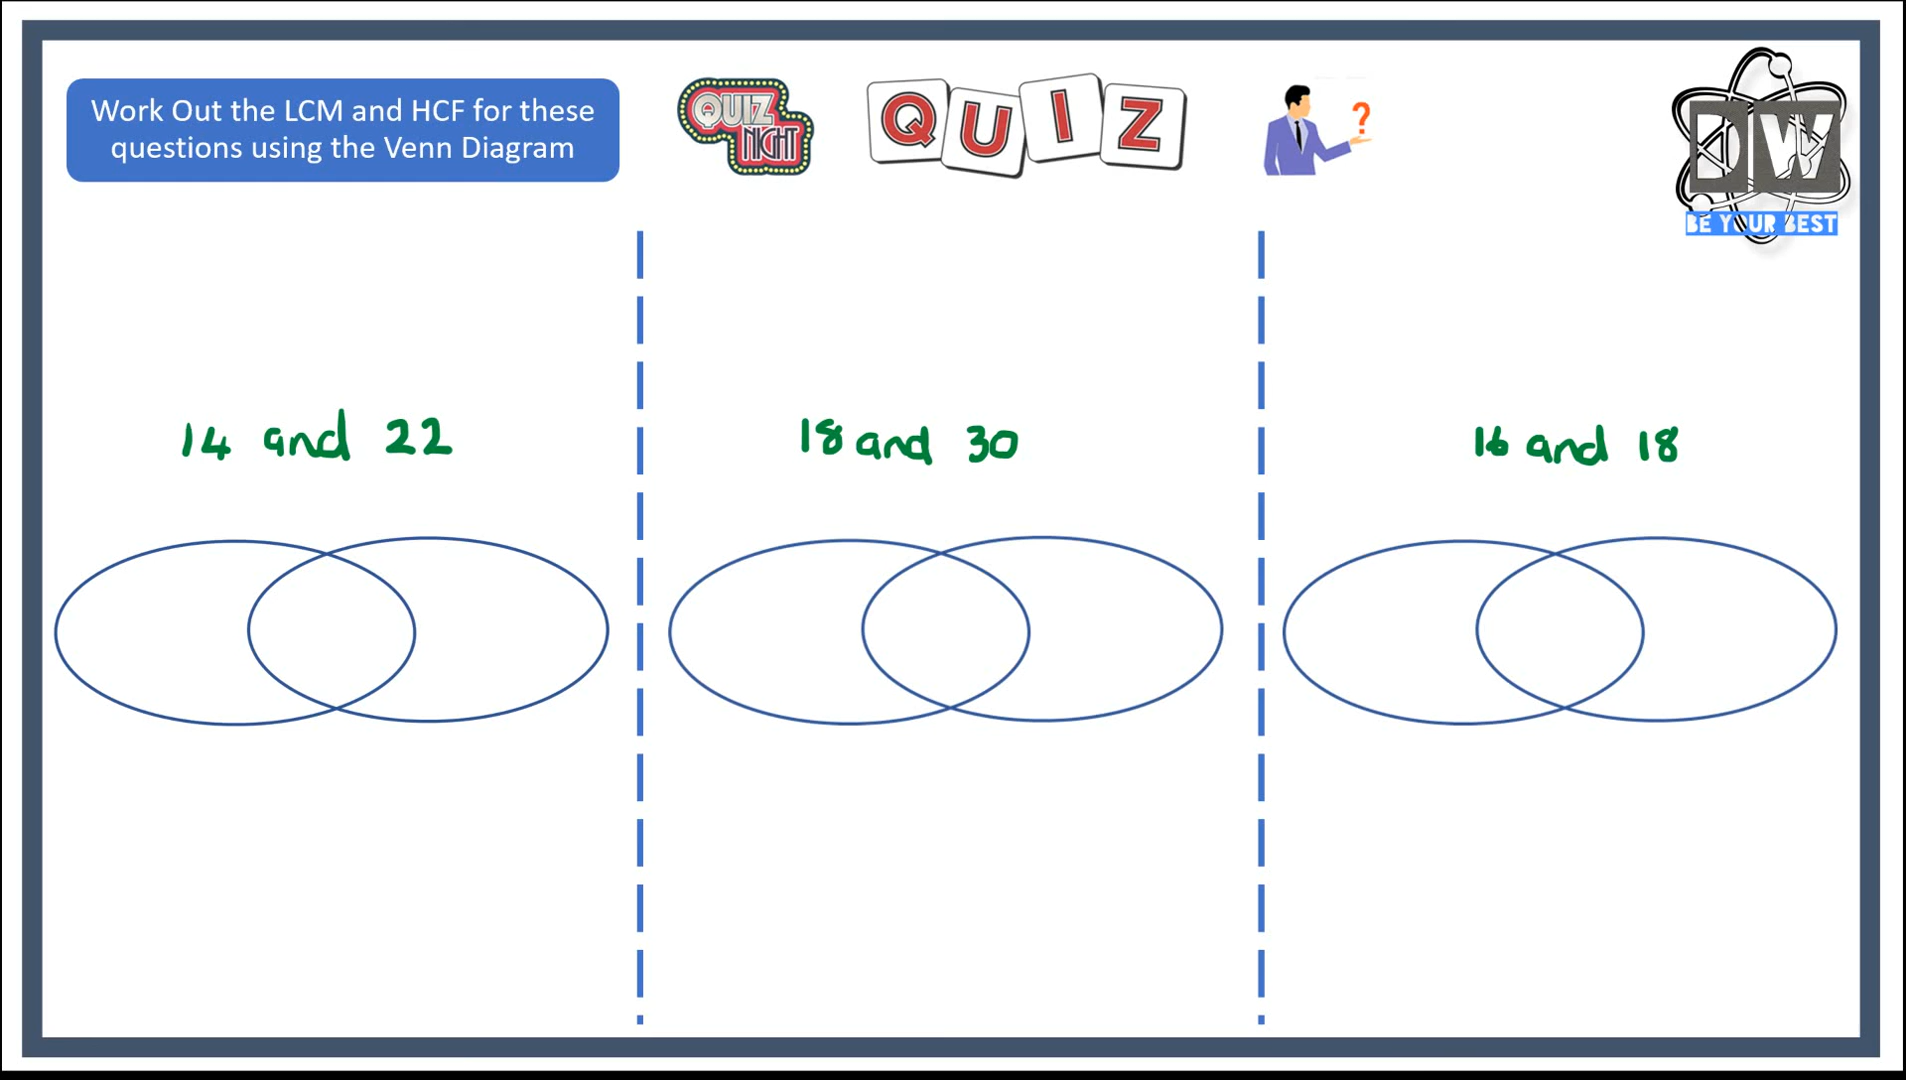 Work Out the LCM and HCF for these
questions using the Venn Diagram
QUIZ
NIGHT
QUIZ
?
DW
BE YOUR BEST
14 and 22
18 and 30
16 and 18